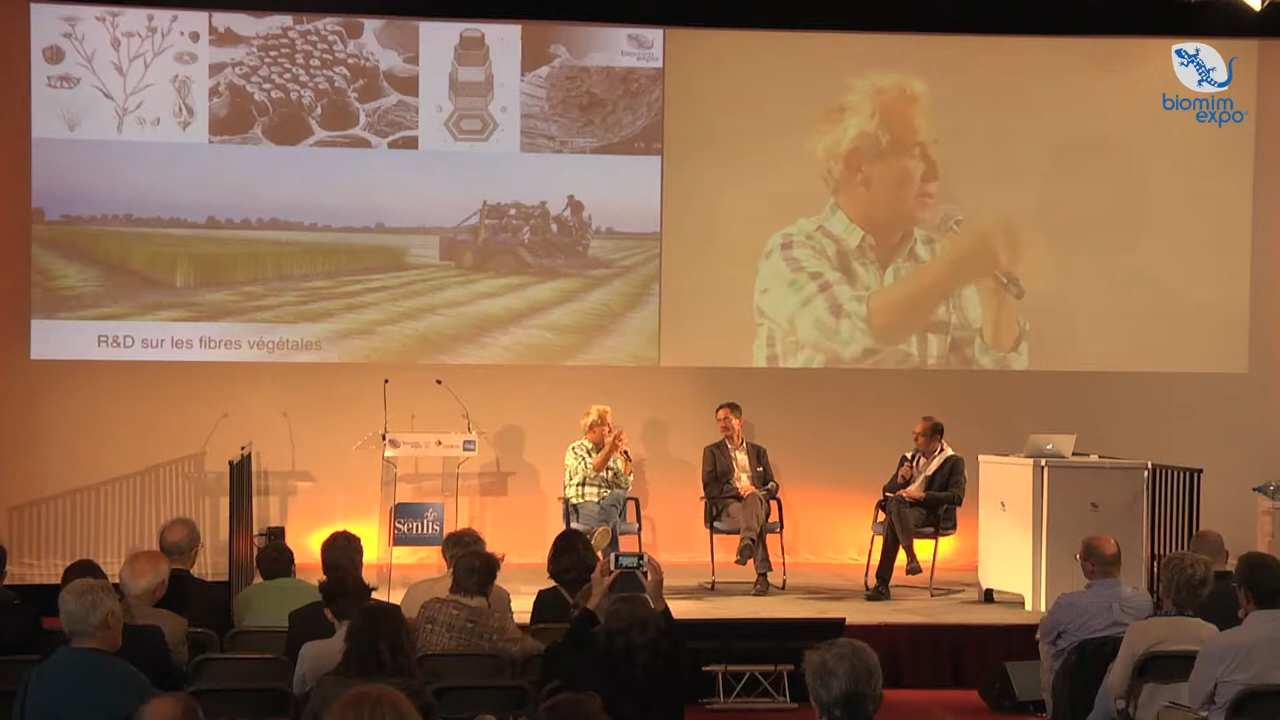 biomim
expo
biomim
expo
R&D sur les fibres végétales
Senlis